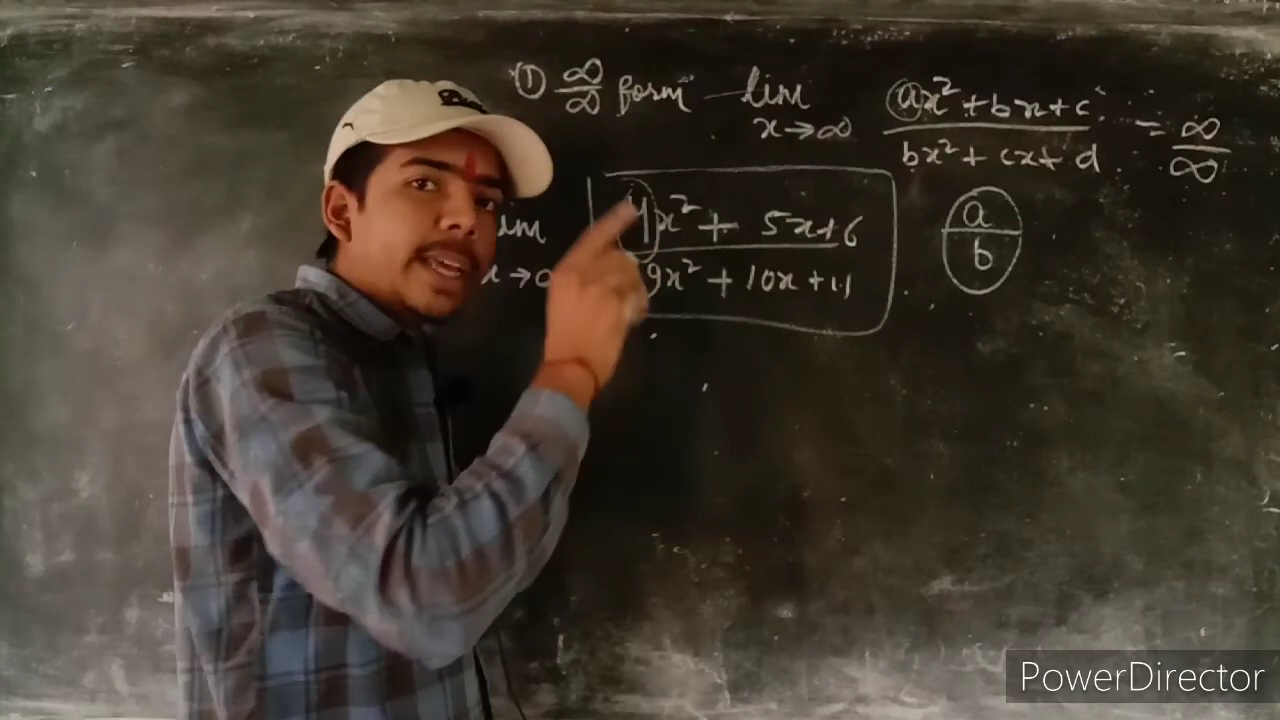 ① ∞/∞ form lim x→∞ ax²+bx+c / bx²+cx+d = ∞/∞
lim x→ 4x²+5x+6 / 9x²+10x+11
a/b
PowerDirector